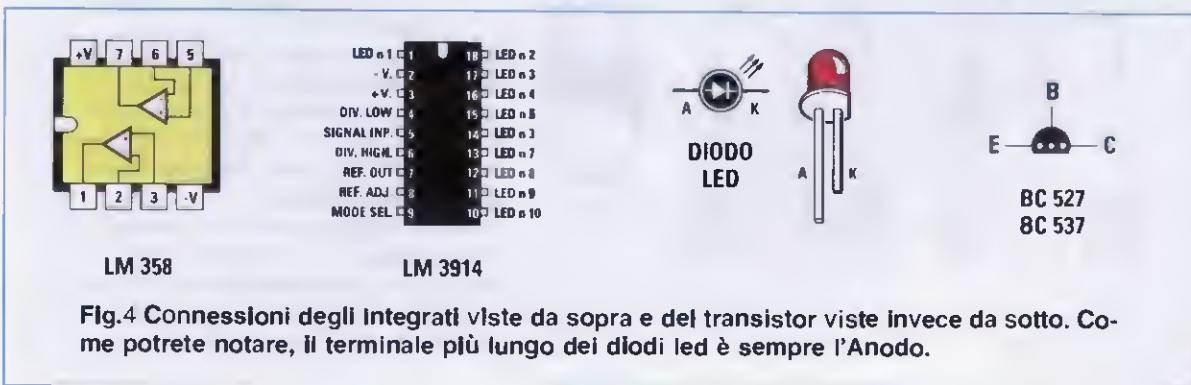 +V 7 6 5
1 2 3 -V
LM 358
LED n 1 1 18 LED n 2
- V. 2 17 LED n 3
+V. 3 16 LED n 4
DIV. LOW 4 15 LED n 5
SIGNAL INP. 5 14 LED n 3
DIV. HIGH. 6 13 LED n 7
REF. OUT 7 12 LED n 8
REF. ADJ. 8 11 LED n 9
MODE SEL. 9 10 LED n 10
LM 3914
A K
DIODO
LED
A K
B
E C
BC 527
BC 537
Fig.4 Connessioni degli integrati viste da sopra e dei transistor viste invece da sotto. Co-
me potrete notare, il terminale più lungo dei diodi led è sempre l'Anodo.